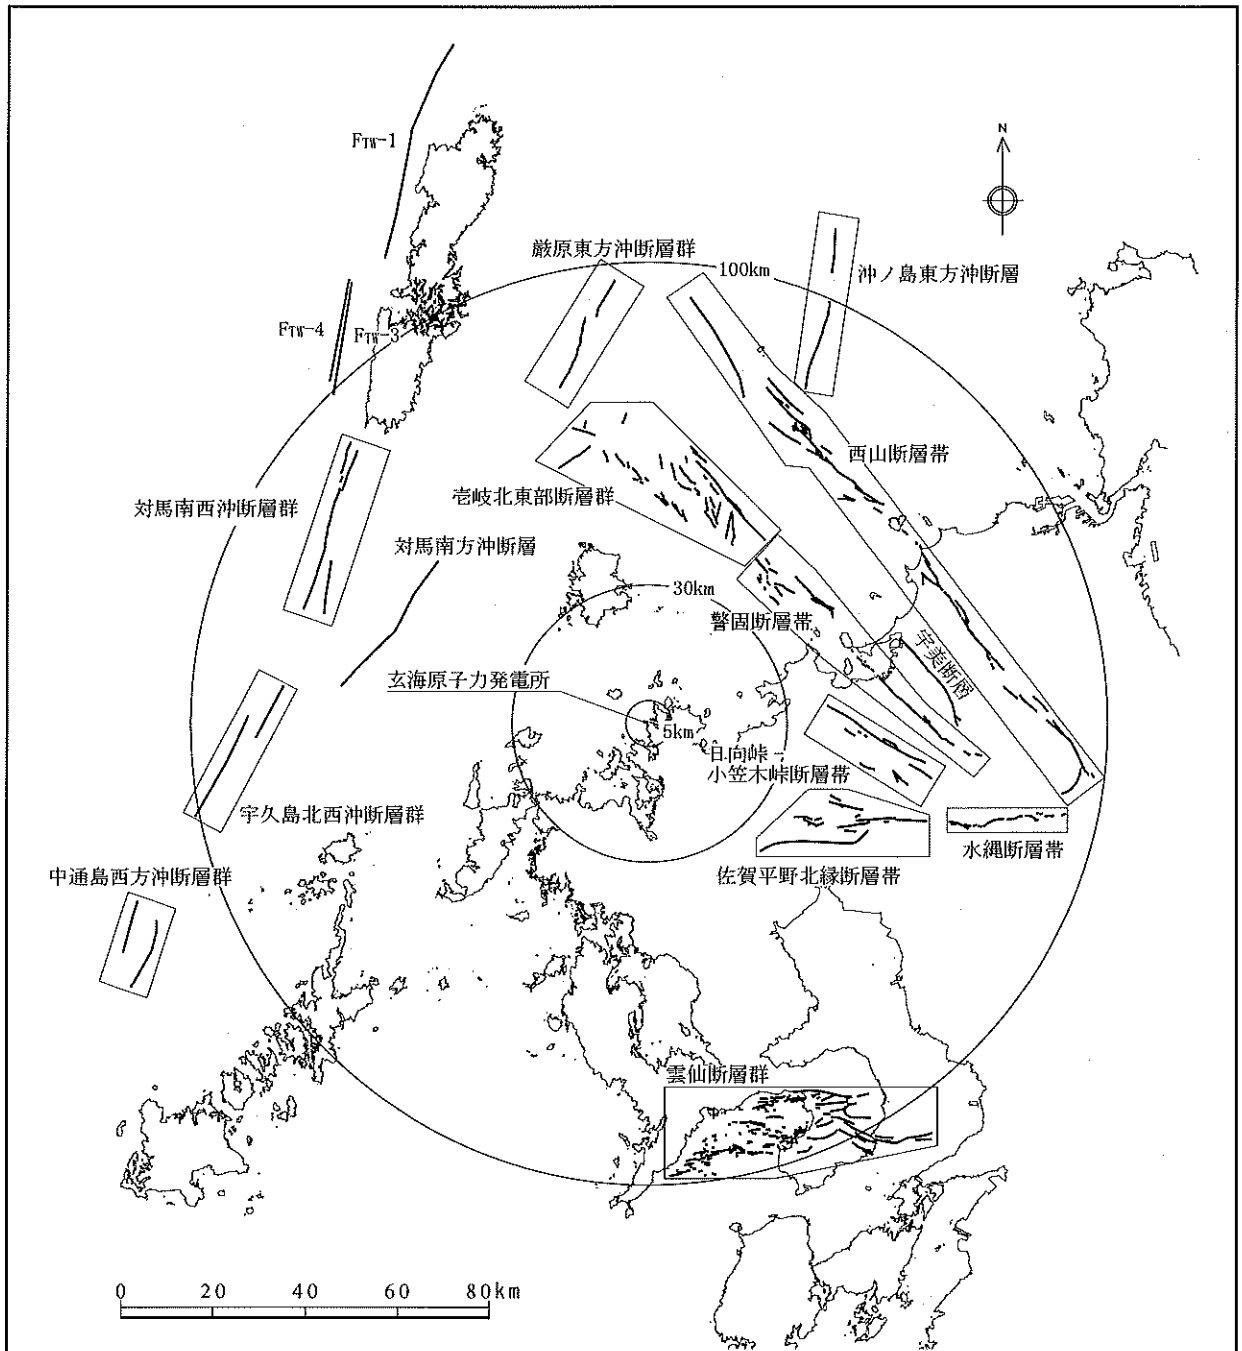 FTW-1
N
厳原東方沖断層群
100km
沖ノ島東方沖断層
FTW-4
FTW-3
西山断層帯
壱岐北東部断層群
対馬南西沖断層群
対馬南方沖断層
30km
警固断層帯
宇美断層
玄海原子力発電所
5km
日向峠－
小笠木峠断層帯
宇久島北西沖断層群
水縄断層帯
中通島西方沖断層群
佐賀平野北縁断層帯
雲仙断層群
0 20 40 60 80km